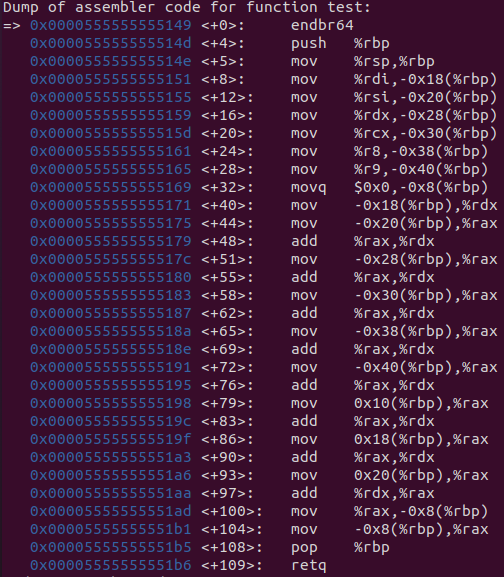 Dump of assembler code for function test:
=> 0x0000555555555149 <+0>:     endbr64
   0x000055555555514d <+4>:     push   %rbp
   0x000055555555514e <+5>:     mov    %rsp,%rbp
   0x0000555555555151 <+8>:     mov    %rdi,-0x18(%rbp)
   0x0000555555555155 <+12>:    mov    %rsi,-0x20(%rbp)
   0x0000555555555159 <+16>:    mov    %rdx,-0x28(%rbp)
   0x000055555555515d <+20>:    mov    %rcx,-0x30(%rbp)
   0x0000555555555161 <+24>:    mov    %r8,-0x38(%rbp)
   0x0000555555555165 <+28>:    mov    %r9,-0x40(%rbp)
   0x0000555555555169 <+32>:    movq   $0x0,-0x8(%rbp)
   0x0000555555555171 <+40>:    mov    -0x18(%rbp),%rdx
   0x0000555555555175 <+44>:    mov    -0x20(%rbp),%rax
   0x0000555555555179 <+48>:    add    %rax,%rdx
   0x000055555555517c <+51>:    mov    -0x28(%rbp),%rax
   0x0000555555555180 <+55>:    add    %rax,%rdx
   0x0000555555555183 <+58>:    mov    -0x30(%rbp),%rax
   0x0000555555555187 <+62>:    add    %rax,%rdx
   0x000055555555518a <+65>:    mov    -0x38(%rbp),%rax
   0x000055555555518e <+69>:    add    %rax,%rdx
   0x0000555555555191 <+72>:    mov    -0x40(%rbp),%rax
   0x0000555555555195 <+76>:    add    %rax,%rdx
   0x0000555555555198 <+79>:    mov    0x10(%rbp),%rax
   0x000055555555519c <+83>:    add    %rax,%rdx
   0x000055555555519f <+86>:    mov    0x18(%rbp),%rax
   0x00005555555551a3 <+90>:    add    %rax,%rdx
   0x00005555555551a6 <+93>:    mov    0x20(%rbp),%rax
   0x00005555555551aa <+97>:    add    %rdx,%rax
   0x00005555555551ad <+100>:   mov    %rax,-0x8(%rbp)
   0x00005555555551b1 <+104>:   mov    -0x8(%rbp),%rax
   0x00005555555551b5 <+108>:   pop    %rbp
   0x00005555555551b6 <+109>:   retq